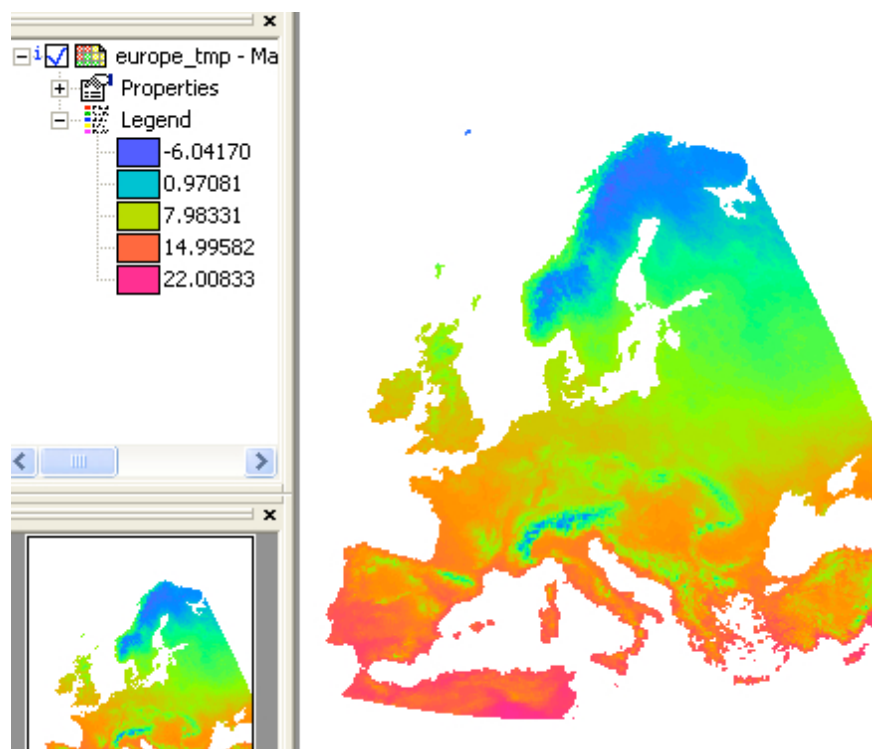 europe_tmp - Ma
Properties
Legend
-6.04170
0.97081
7.98331
14.99582
22.00833